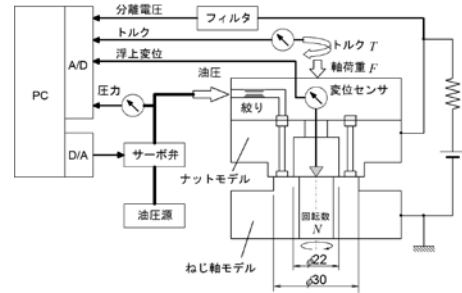 分離電圧
フィルタ
トルク
トルク T
浮上変位
軸荷重 F
PC
A/D
油圧
変位センサ
圧力
絞り
D/A
サーボ弁
ナットモデル
油圧源
回転数
N
ねじ軸モデル
φ22
φ30